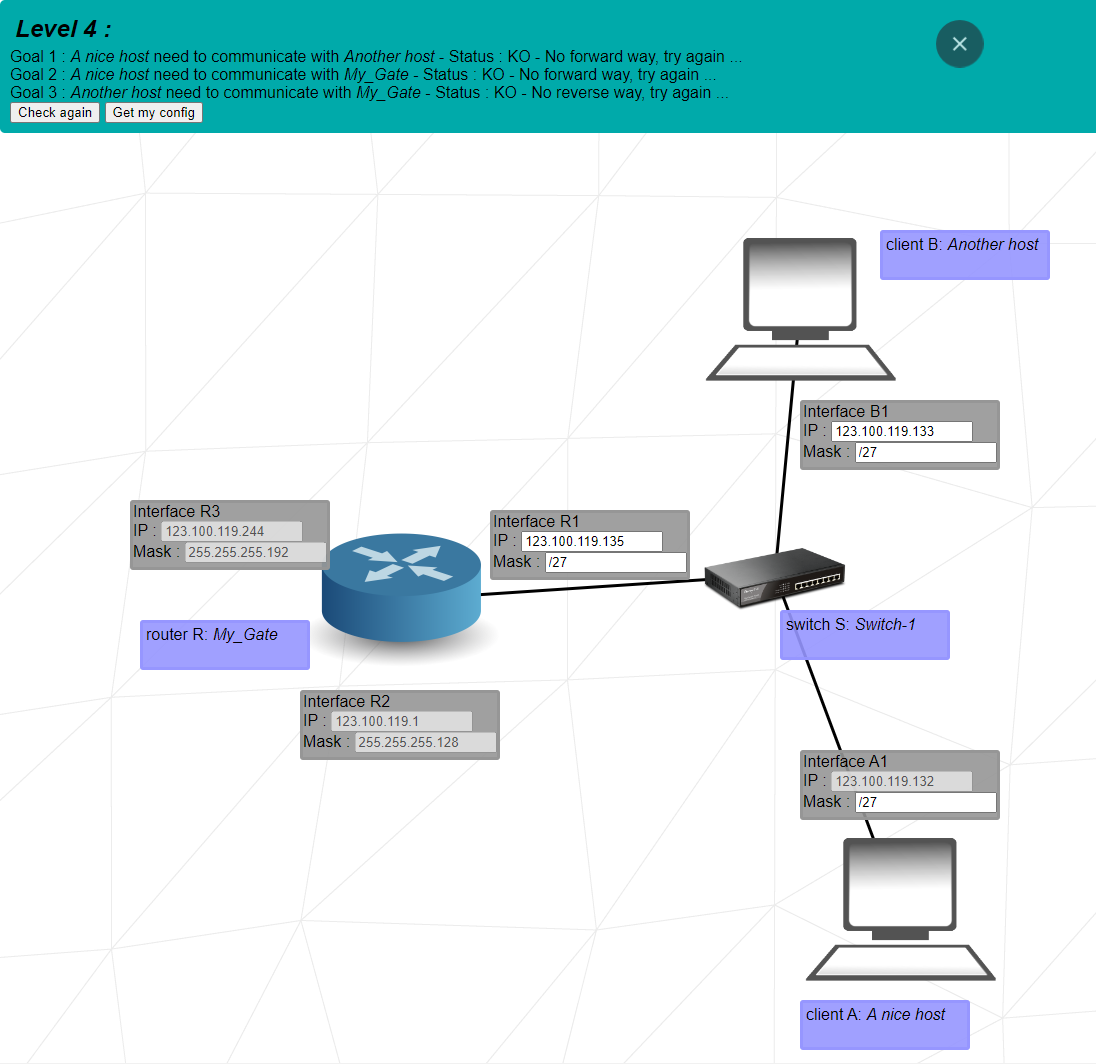 Level 4 :
Goal 1 : A nice host need to communicate with Another host - Status : KO - No forward way, try again ...
Goal 2 : A nice host need to communicate with My_Gate - Status : KO - No forward way, try again ...
Goal 3 : Another host need to communicate with My_Gate - Status : KO - No reverse way, try again ...
Check again Get my config
client B: Another host
Interface B1
IP : 123.100.119.133
Mask : /27
Interface R3
IP : 123.100.119.244
Mask : 255.255.255.192
Interface R1
IP : 123.100.119.135
Mask : /27
router R: My_Gate
switch S: Switch-1
Interface R2
IP : 123.100.119.1
Mask : 255.255.255.128
Interface A1
IP : 123.100.119.132
Mask : /27
client A: A nice host